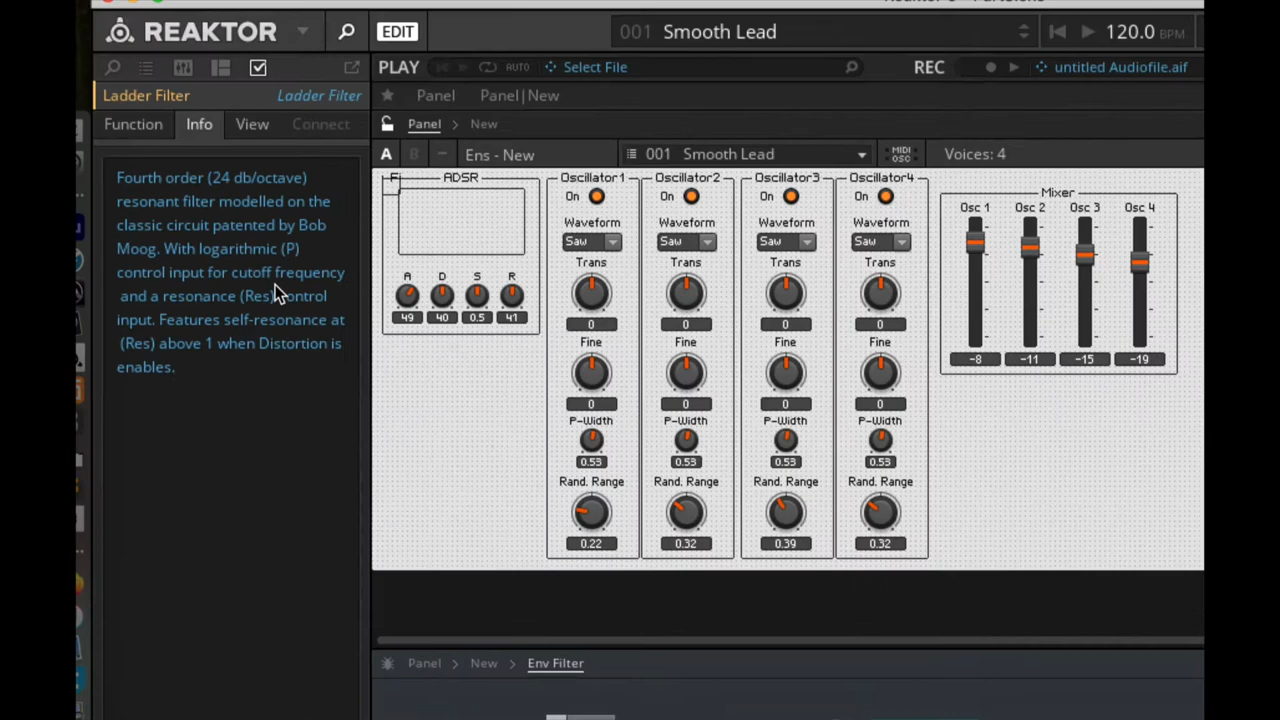 REAKTOR
EDIT
001 Smooth Lead
120.0 BPM
PLAY
AUTO
Select File
REC
untitled Audiofile.aif
Ladder Filter
Ladder Filter
Panel
Panel|New
Function
Info
View
Connect
Panel > New
A
B
Ens - New
001 Smooth Lead
MIDI
OSC
Voices: 4
Fourth order (24 db/octave)
resonant filter modelled on the
classic circuit patented by Bob
Moog. With logarithmic (P)
control input for cutoff frequency
and a resonance (Res) control
input. Features self-resonance at
(Res) above 1 when Distortion is
enables.
ADSR
A D S R
49 40 0.5 41
Oscillator1
On
Waveform
Saw
Trans
0
Fine
0
P-Width
0.53
Rand. Range
0.22
Oscillator2
On
Waveform
Saw
Trans
0
Fine
0
P-Width
0.53
Rand. Range
0.32
Oscillator3
On
Waveform
Saw
Trans
0
Fine
0
P-Width
0.53
Rand. Range
0.39
Oscillator4
On
Waveform
Saw
Trans
0
Fine
0
P-Width
0.53
Rand. Range
0.32
Mixer
Osc 1 Osc 2 Osc 3 Osc 4
-8 -11 -15 -19
Panel > New > Env Filter